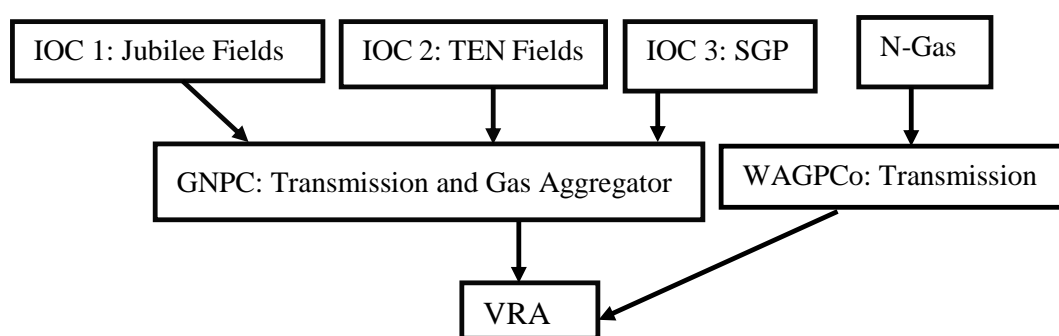 IOC 1: Jubilee Fields
IOC 2: TEN Fields
IOC 3: SGP
N-Gas
GNPC: Transmission and Gas Aggregator
WAGPCo: Transmission
VRA